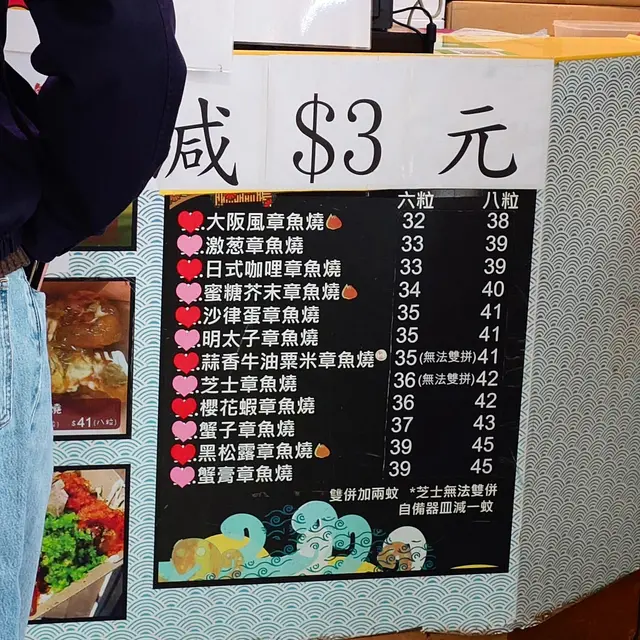 減 $3 元
六粒 八粒
大阪風章魚燒 32 38
激葱章魚燒 33 39
日式咖哩章魚燒 33 39
蜜糖芥末章魚燒 34 40
沙律蛋章魚燒 35 41
明太子章魚燒 35 41
蒜香牛油粟米章魚燒 35 (無法雙拼) 41
芝士章魚燒 36 (無法雙拼) 42
櫻花蝦章魚燒 36 42
蟹子章魚燒 37 43
黑松露章魚燒 39 45
蟹膏章魚燒 39 45
雙併加兩蚊 *芝士無法雙併
自備器皿減一蚊
燒
$41 (八粒)